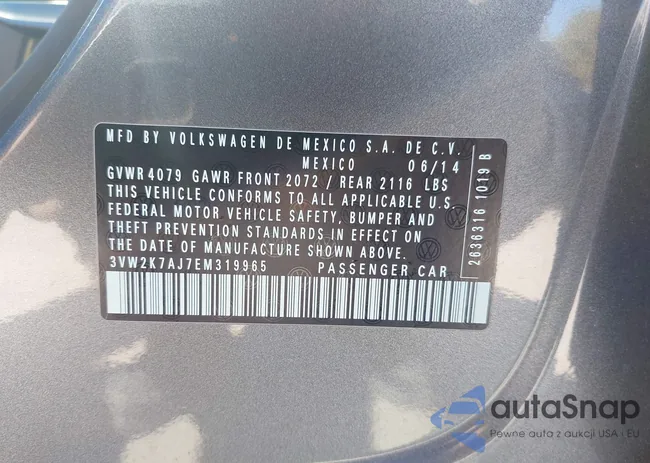 MFD BY VOLKSWAGEN DE MEXICO S.A. DE C.V.
MEXICO 06/14
GVWR 4079 GAWR FRONT 2072 / REAR 2116 LBS
THIS VEHICLE CONFORMS TO ALL APPLICABLE U.S.
FEDERAL MOTOR VEHICLE SAFETY, BUMPER AND
THEFT PREVENTION STANDARDS IN EFFECT ON
THE DATE OF MANUFACTURE SHOWN ABOVE.
3VW2K7AJ7EM319965 PASSENGER CAR
2636316 1019 B
autaSnap
Pewne auta z aukcji USA i EU